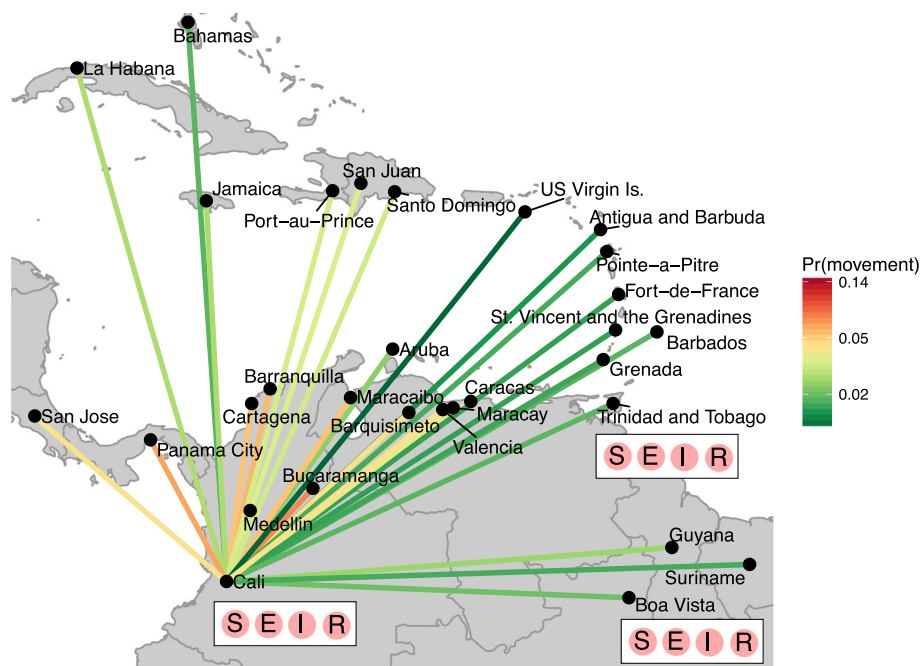 Bahamas
La Habana
San Juan
Jamaica
US Virgin Is.
Port-au-Prince
Santo Domingo
Antigua and Barbuda
Pointe-a-Pitre
Pr(movement)
0.14
0.05
0.02
Fort-de-France
St. Vincent and the Grenadines
Barbados
Aruba
Grenada
Barranquilla
Maracaibo
Caracas
Cartagena
San Jose
Barquisimeto
Maracay
Trinidad and Tobago
Panama City
Valencia
S E I R
Bucaramanga
Medellin
Guyana
Suriname
Cali
Boa Vista
S E I R
S E I R